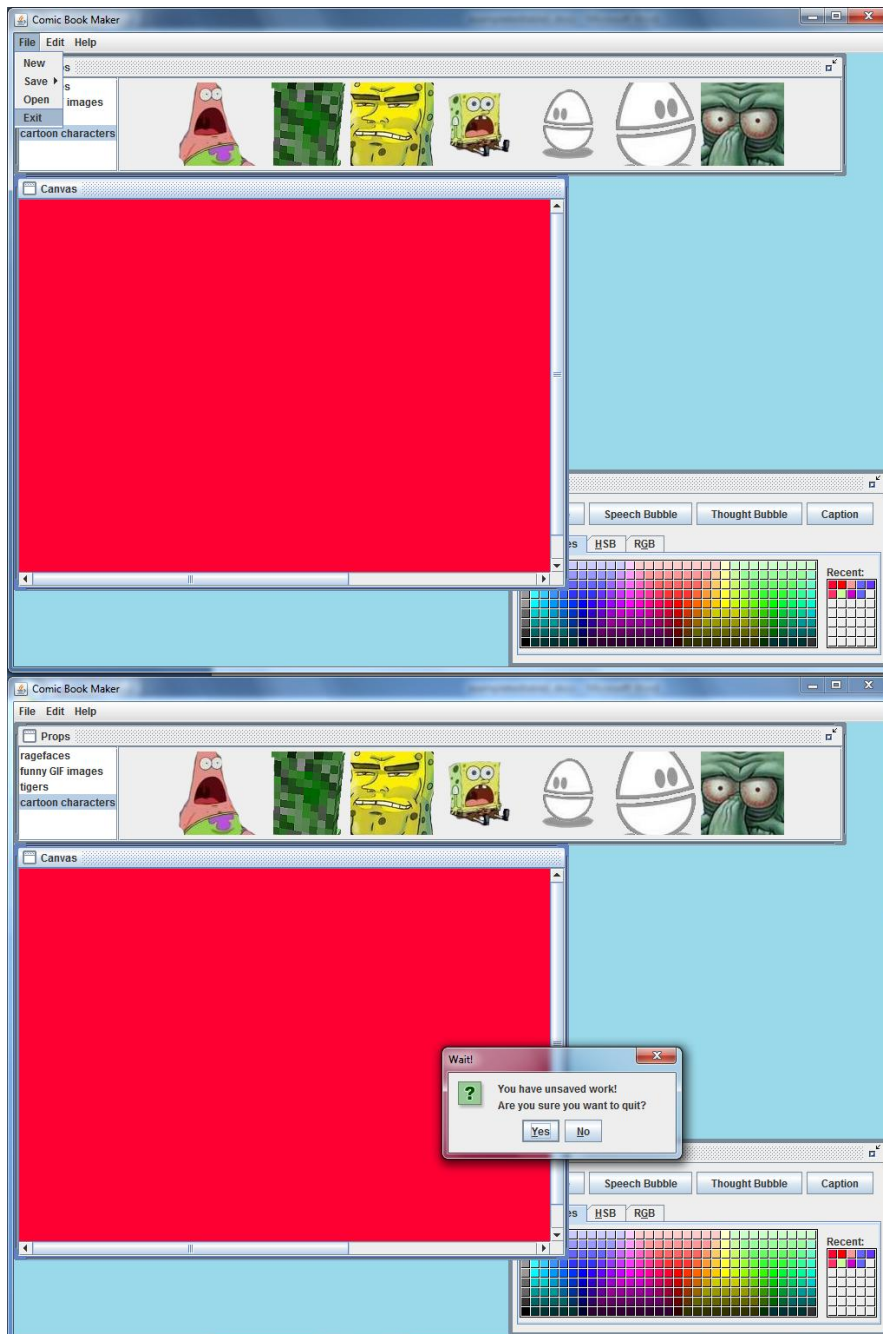 Comic Book Maker
File Edit Help
New
Save
Open
Exit
s
es
images
cartoon characters
Canvas
Speech Bubble Thought Bubble Caption
es HSB RGB
Recent:
Comic Book Maker
File Edit Help
Props
ragefaces
funny GIF images
tigers
cartoon characters
Canvas
Wait!
?
You have unsaved work!
Are you sure you want to quit?
Yes No
Speech Bubble Thought Bubble Caption
es HSB RGB
Recent: